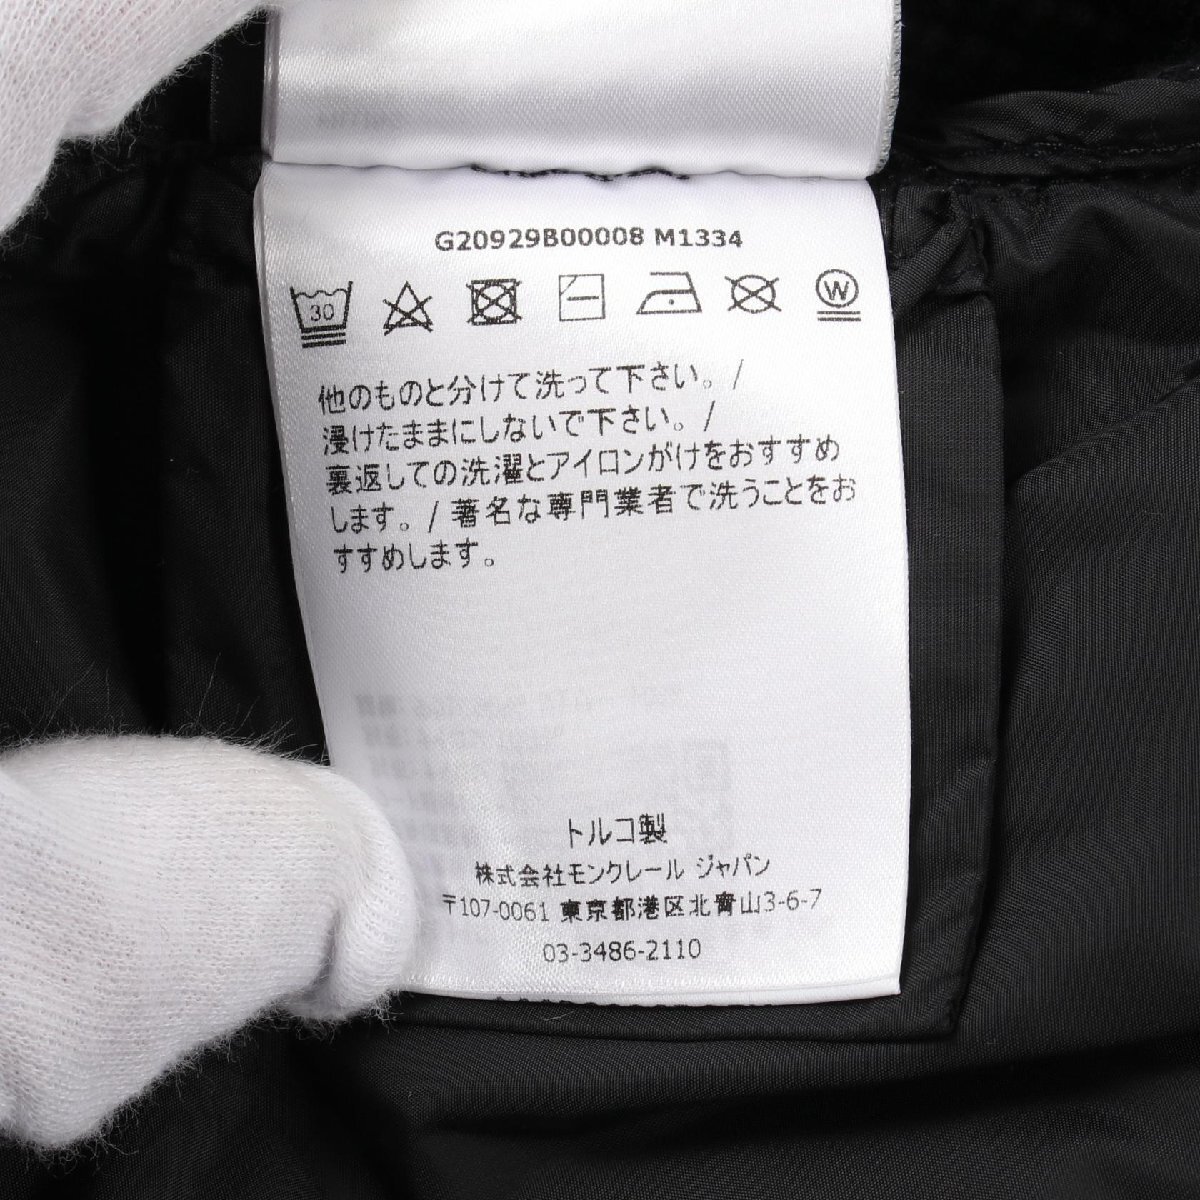 G20929B00008 M1334
30
W
他のものと分けて洗って下さい。/
浸けたままにしないで下さい。/
裏返しての洗濯とアイロンがけをおすすめ
します。/ 著名な専門業者で洗うことをお
すすめします。
トルコ製
株式会社モンクレール ジャパン
〒107-0061 東京都港区北青山3-6-7
03-3486-2110